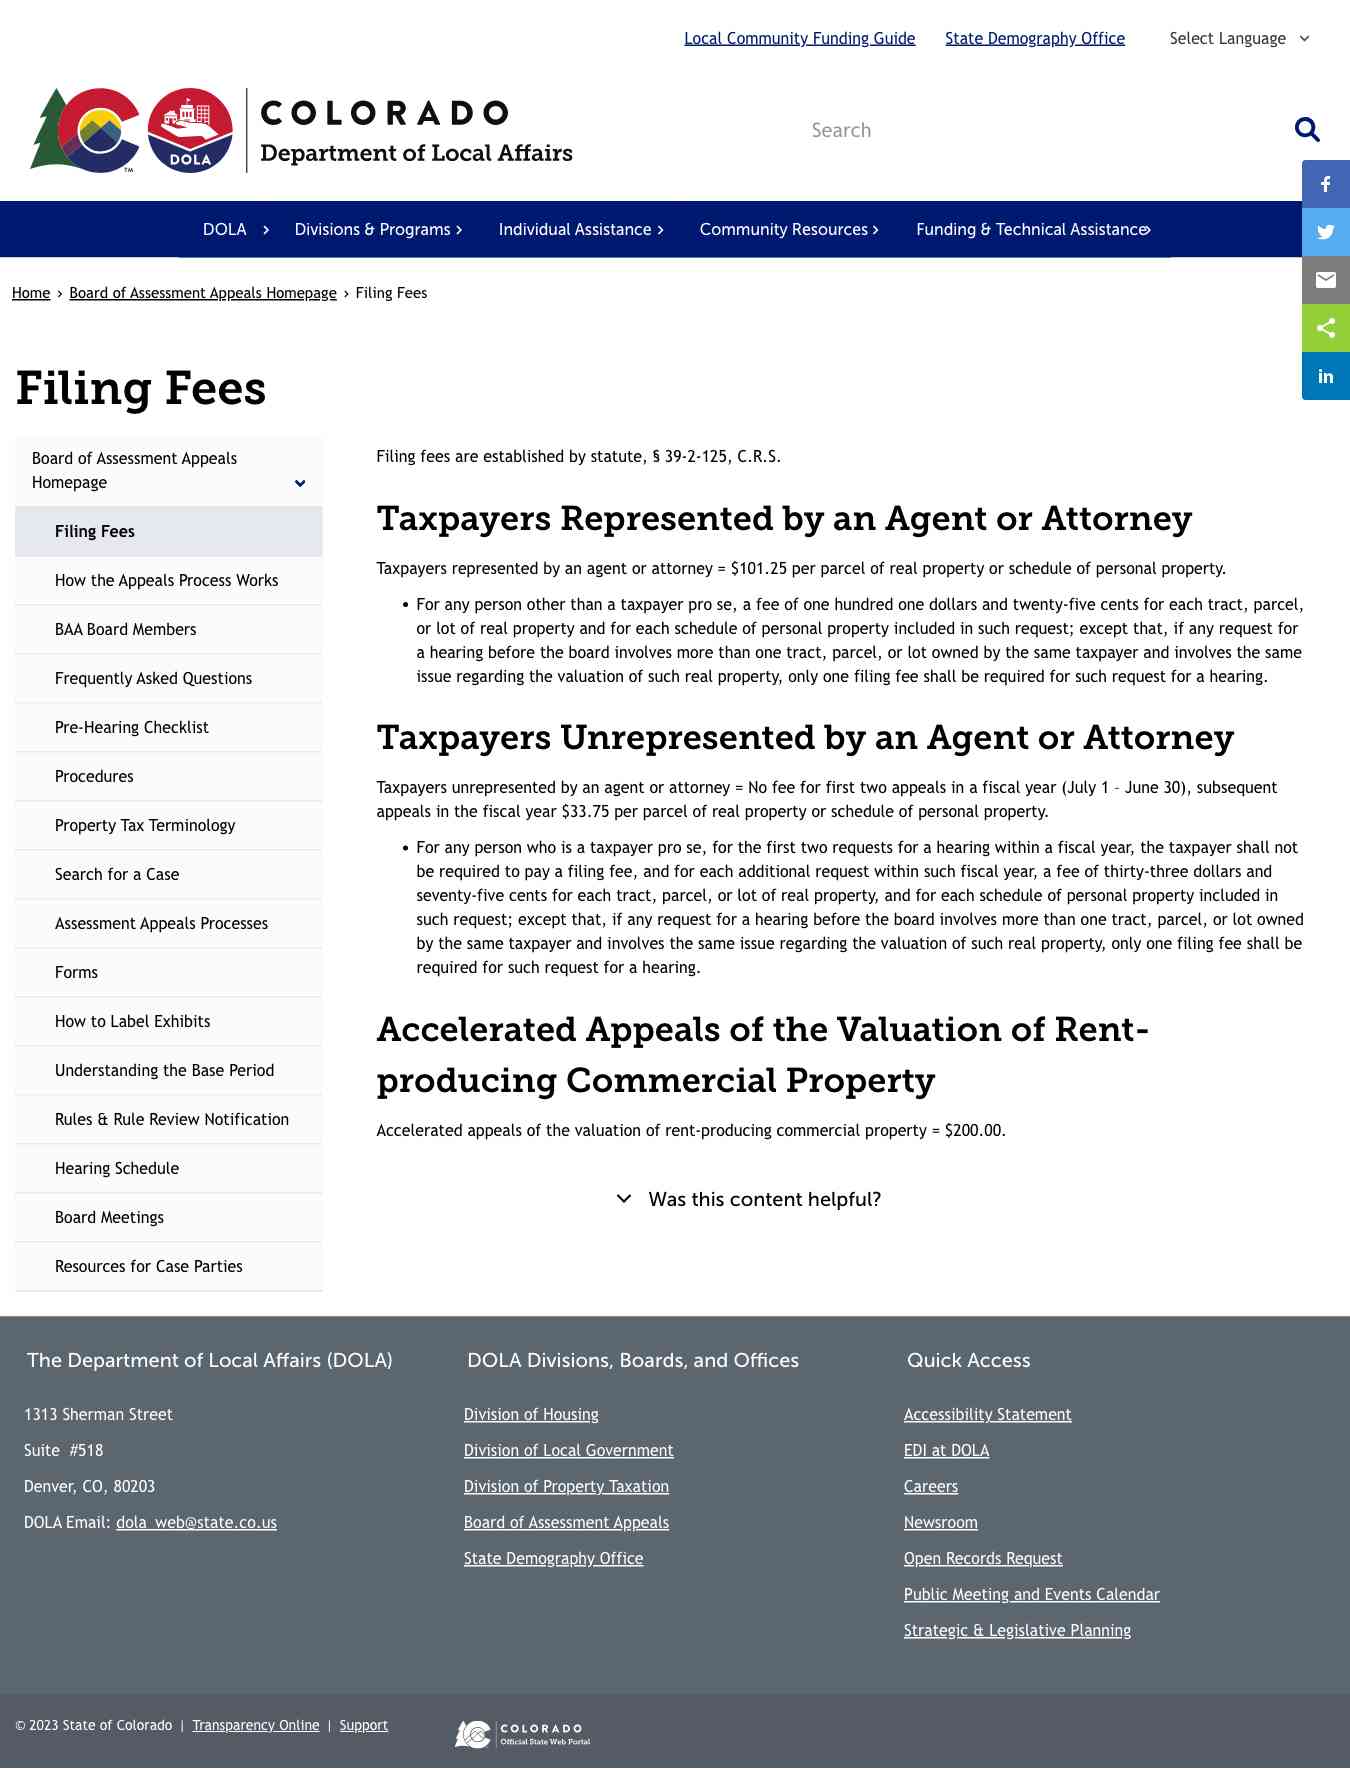 Local Community Funding Guide State Demography Office Select Language
COLORADO
Department of Local Affairs
TM
DOLA
Search
DOLA Divisions & Programs Individual Assistance Community Resources Funding & Technical Assistance
Home › Board of Assessment Appeals Homepage › Filing Fees
Filing Fees
Board of Assessment Appeals
Homepage
Filing Fees
How the Appeals Process Works
BAA Board Members
Frequently Asked Questions
Pre-Hearing Checklist
Procedures
Property Tax Terminology
Search for a Case
Assessment Appeals Processes
Forms
How to Label Exhibits
Understanding the Base Period
Rules & Rule Review Notification
Hearing Schedule
Board Meetings
Resources for Case Parties
Filing fees are established by statute, § 39-2-125, C.R.S.
Taxpayers Represented by an Agent or Attorney
Taxpayers represented by an agent or attorney = $101.25 per parcel of real property or schedule of personal property.
• For any person other than a taxpayer pro se, a fee of one hundred one dollars and twenty-five cents for each tract, parcel,
or lot of real property and for each schedule of personal property included in such request; except that, if any request for
a hearing before the board involves more than one tract, parcel, or lot owned by the same taxpayer and involves the same
issue regarding the valuation of such real property, only one filing fee shall be required for such request for a hearing.
Taxpayers Unrepresented by an Agent or Attorney
Taxpayers unrepresented by an agent or attorney = No fee for first two appeals in a fiscal year (July 1 – June 30), subsequent
appeals in the fiscal year $33.75 per parcel of real property or schedule of personal property.
• For any person who is a taxpayer pro se, for the first two requests for a hearing within a fiscal year, the taxpayer shall not
be required to pay a filing fee, and for each additional request within such fiscal year, a fee of thirty-three dollars and
seventy-five cents for each tract, parcel, or lot of real property, and for each schedule of personal property included in
such request; except that, if any request for a hearing before the board involves more than one tract, parcel, or lot owned
by the same taxpayer and involves the same issue regarding the valuation of such real property, only one filing fee shall be
required for such request for a hearing.
Accelerated Appeals of the Valuation of Rent-
producing Commercial Property
Accelerated appeals of the valuation of rent-producing commercial property = $200.00.
Was this content helpful?
The Department of Local Affairs (DOLA)
1313 Sherman Street
Suite #518
Denver, CO, 80203
DOLA Email: dola_web@state.co.us
DOLA Divisions, Boards, and Offices
Division of Housing
Division of Local Government
Division of Property Taxation
Board of Assessment Appeals
State Demography Office
Quick Access
Accessibility Statement
EDI at DOLA
Careers
Newsroom
Open Records Request
Public Meeting and Events Calendar
Strategic & Legislative Planning
© 2023 State of Colorado | Transparency Online | Support
COLORADO
Official State Web Portal